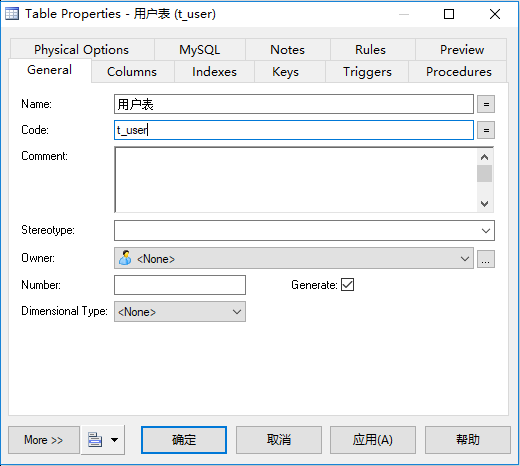 Table Properties - 用户表 (t_user)
Physical Options MySQL Notes Rules Preview
General Columns Indexes Keys Triggers Procedures
Name: 用户表 =
Code: t_user =
Comment:
Stereotype:
Owner: <None> ...
Number: Generate:
Dimensional Type: <None>
More >> 确定 取消 应用(A) 帮助